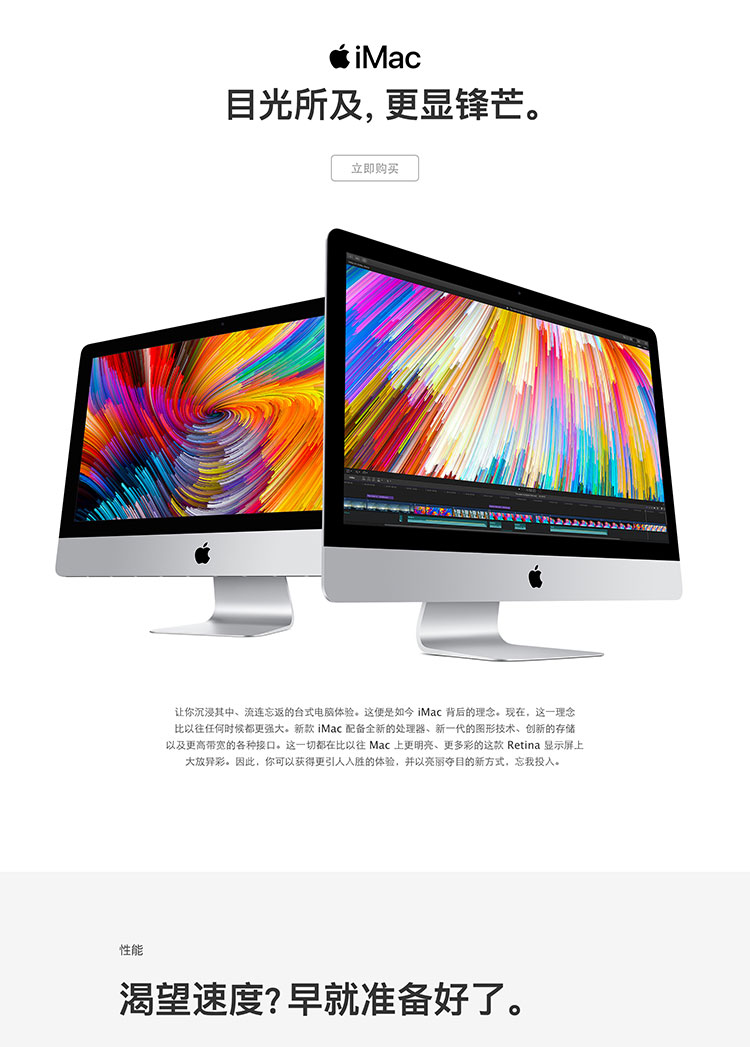 iMac
目光所及, 更显锋芒。
立即购买
让你沉浸其中、流连忘返的台式电脑体验。这便是如今 iMac 背后的理念。现在，这一理念
比以往任何时候都更强大。新款 iMac 配备全新的处理器、新一代的图形技术、创新的存储
以及更高带宽的各种接口。这一切都在比以往 Mac 上更明亮、更多彩的这款 Retina 显示屏上
大放异彩。因此，你可以获得更引人入胜的体验，并以亮丽夺目的新方式，忘我投入。
性能
渴望速度? 早就准备好了。